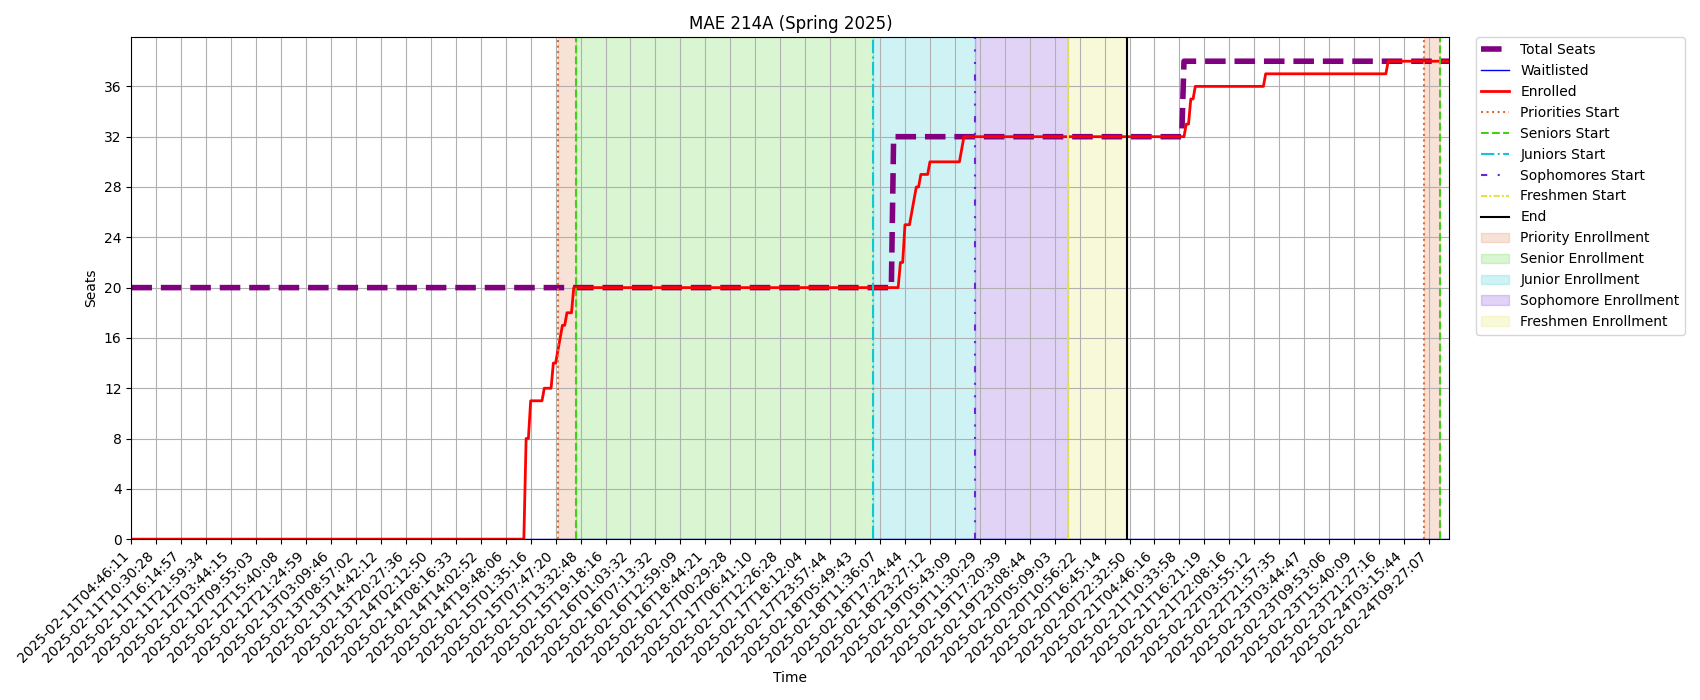 MAE 214A (Spring 2025)
Seats
36
32
28
24
20
16
12
8
4
0
2025-02-11T04:46:11
2025-02-11T10:30:28
2025-02-11T16:14:57
2025-02-11T21:59:34
2025-02-12T03:44:15
2025-02-12T09:55:03
2025-02-12T15:40:08
2025-02-12T21:24:59
2025-02-13T03:09:46
2025-02-13T08:57:02
2025-02-13T14:42:12
2025-02-13T20:27:36
2025-02-14T02:12:50
2025-02-14T08:16:33
2025-02-14T14:02:52
2025-02-14T19:48:06
2025-02-15T01:35:16
2025-02-15T07:47:20
2025-02-15T13:32:48
2025-02-15T19:18:16
2025-02-16T01:03:32
2025-02-16T07:13:32
2025-02-16T12:59:09
2025-02-16T18:44:21
2025-02-17T00:29:28
2025-02-17T06:41:10
2025-02-17T12:26:28
2025-02-17T18:12:04
2025-02-17T23:57:44
2025-02-18T05:49:43
2025-02-18T11:36:07
2025-02-18T17:24:44
2025-02-18T23:27:12
2025-02-19T05:43:09
2025-02-19T11:30:29
2025-02-19T17:20:39
2025-02-19T23:08:44
2025-02-20T05:09:03
2025-02-20T10:56:22
2025-02-20T16:45:14
2025-02-20T22:32:50
2025-02-21T04:46:16
2025-02-21T10:33:58
2025-02-21T16:21:19
2025-02-21T22:08:16
2025-02-22T03:55:12
2025-02-22T21:57:35
2025-02-23T03:44:47
2025-02-23T09:53:06
2025-02-23T15:40:09
2025-02-23T21:27:16
2025-02-24T03:15:44
2025-02-24T09:27:07
Time
Total Seats
Waitlisted
Enrolled
Priorities Start
Seniors Start
Juniors Start
Sophomores Start
Freshmen Start
End
Priority Enrollment
Senior Enrollment
Junior Enrollment
Sophomore Enrollment
Freshmen Enrollment